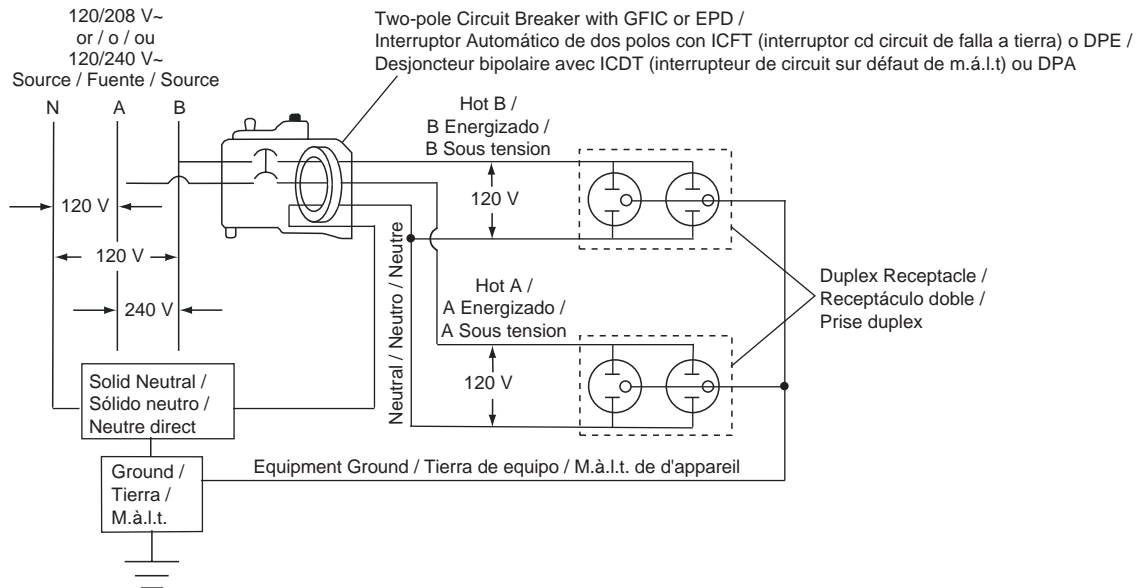 120/208 V~
or / o / ou
120/240 V~
Source / Fuente / Source
N A B
Two-pole Circuit Breaker with GFIC or EPD /
Interruptor Automático de dos polos con ICFT (interruptor cd circuit de falla a tierra) o DPE /
Desjoncteur bipolaire avec ICDT (interrupteur de circuit sur défaut de m.á.l.t) ou DPA
Hot B /
B Energizado /
B Sous tension
120 V
120 V
120 V
240 V
Neutral / Neutro / Neutre
Hot A /
A Energizado /
A Sous tension
120 V
Duplex Receptacle /
Receptáculo doble /
Prise duplex
Solid Neutral /
Sólido neutro /
Neutre direct
Equipment Ground / Tierra de equipo / M.à.l.t. de d'appareil
Ground /
Tierra /
M.à.l.t.